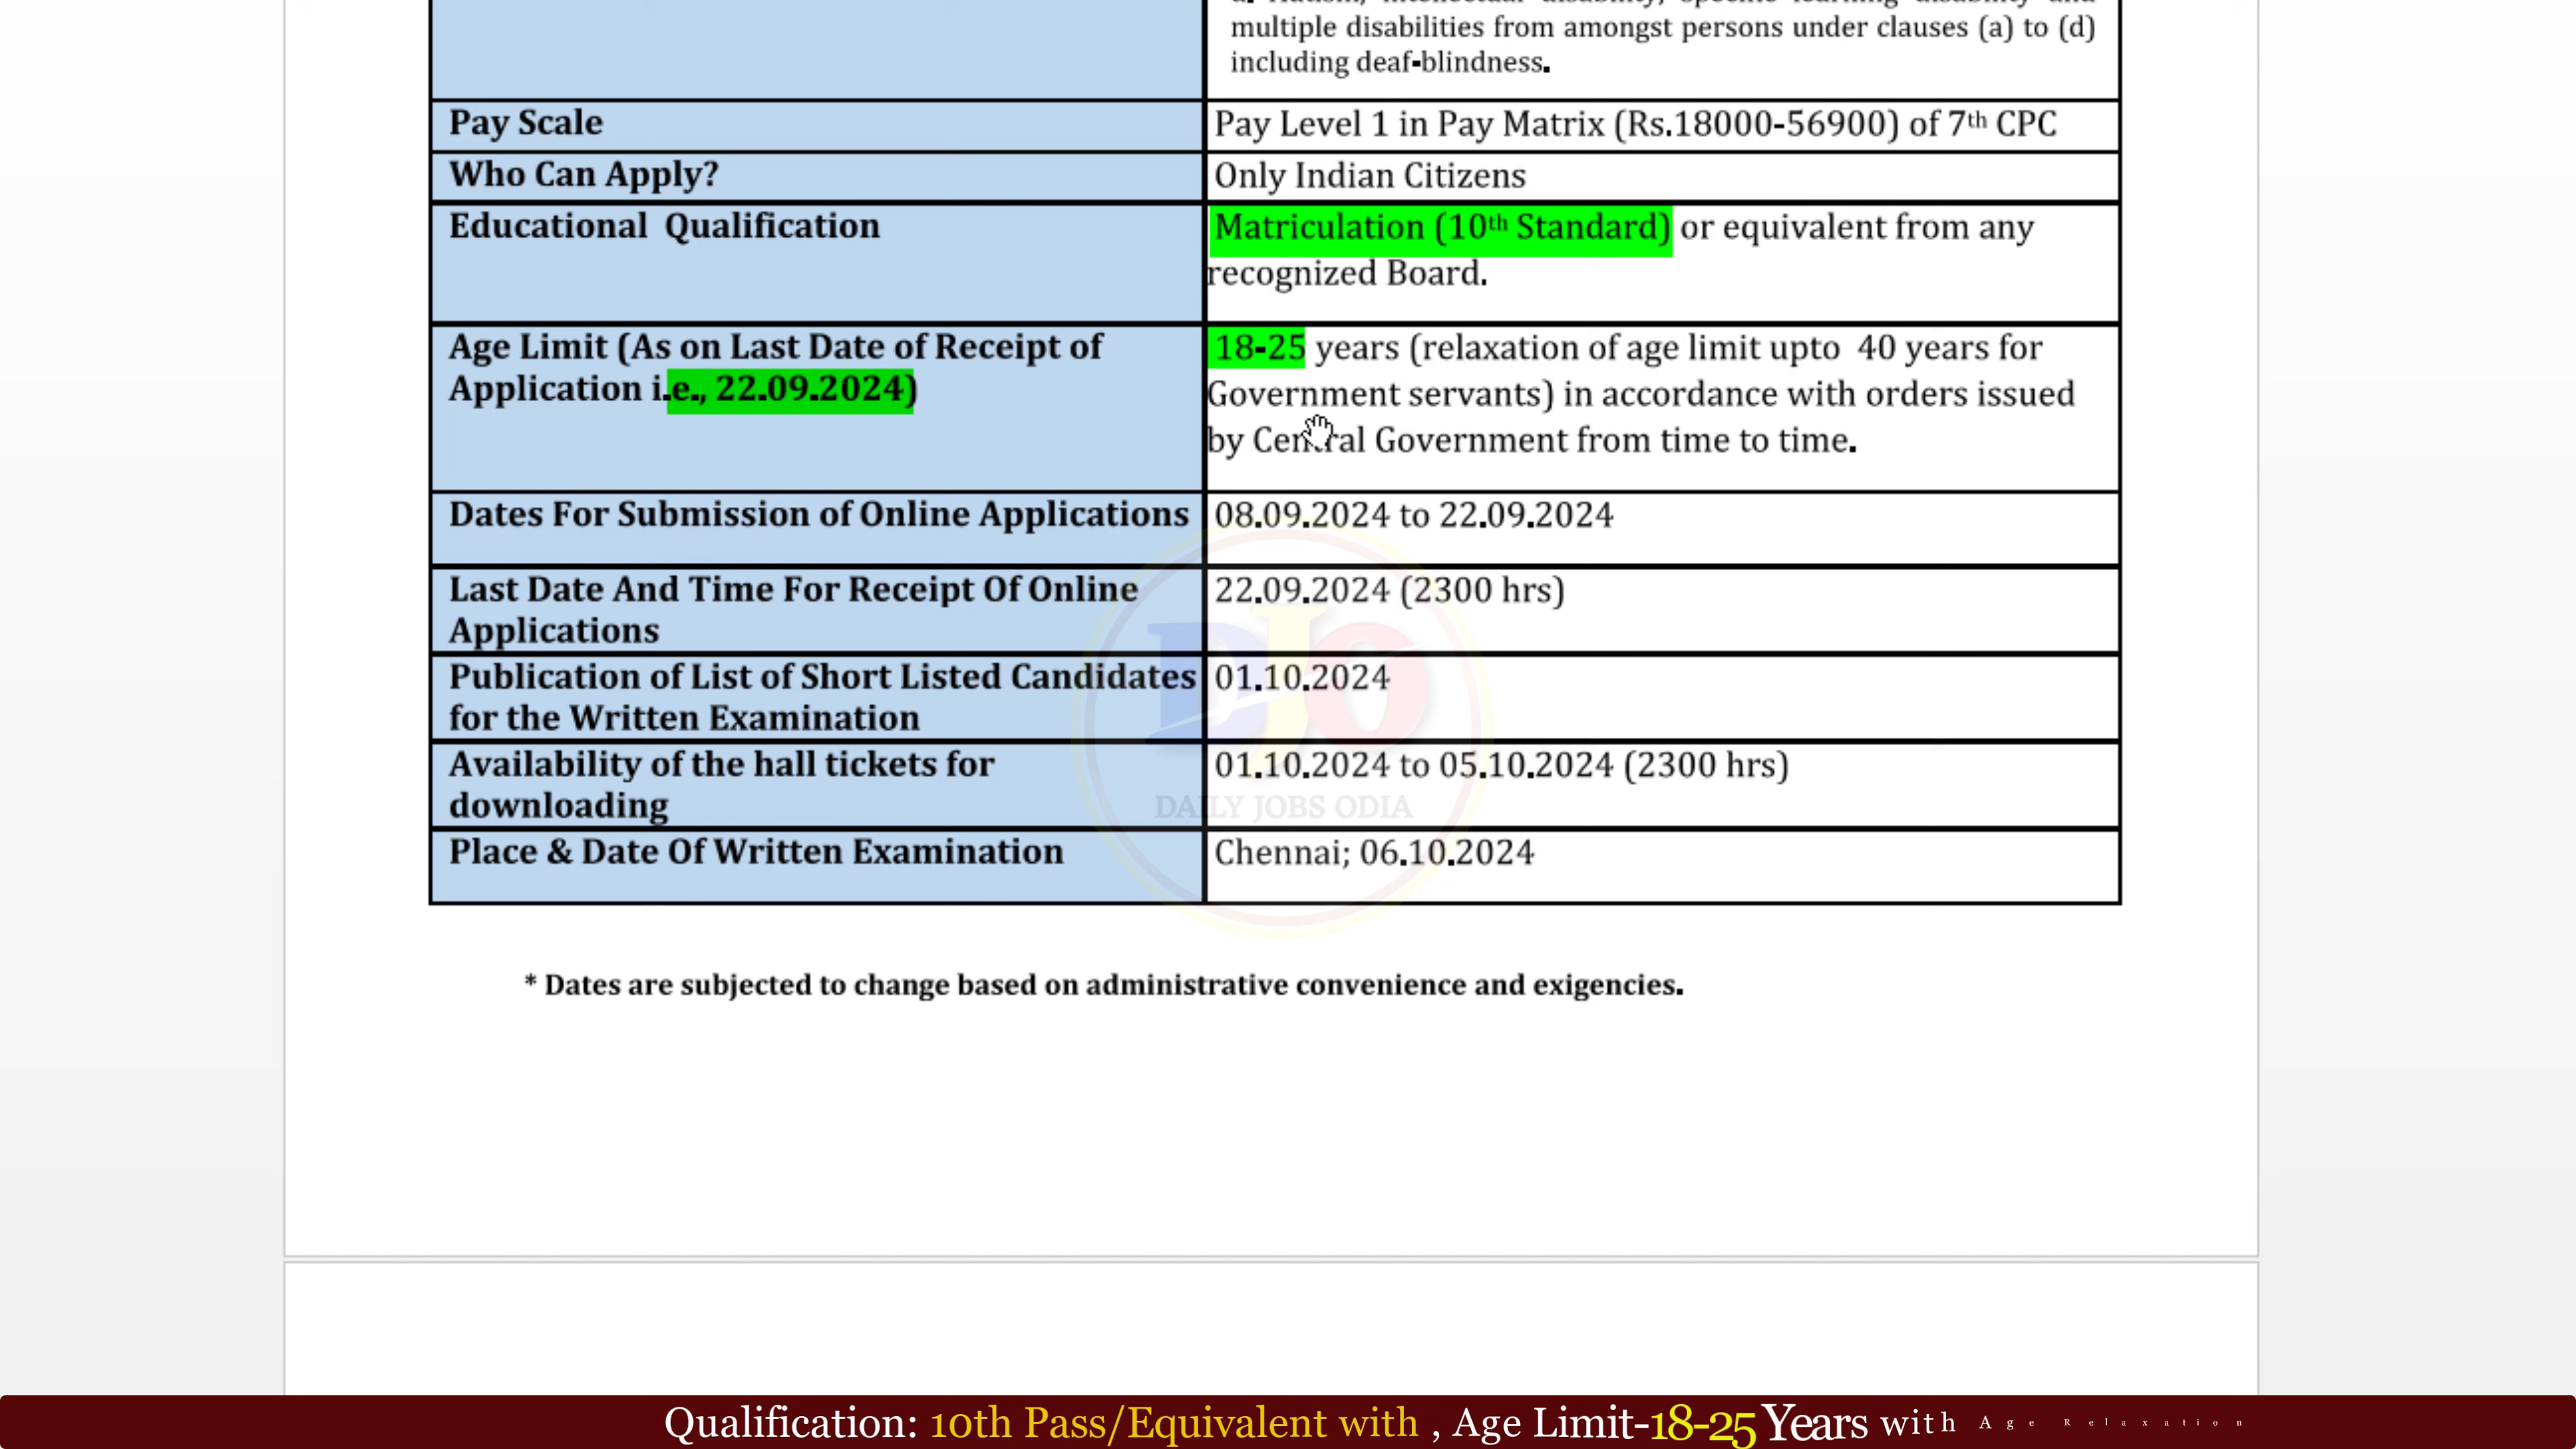 multiple disabilities from amongst persons under clauses (a) to (d)
including deaf-blindness.
Pay Scale
Pay Level 1 in Pay Matrix (Rs.18000-56900) of 7th CPC
Who Can Apply?
Only Indian Citizens
Educational Qualification
Matriculation (10th Standard) or equivalent from any
recognized Board.
Age Limit (As on Last Date of Receipt of
Application i.e., 22.09.2024)
18-25 years (relaxation of age limit upto 40 years for
Government servants) in accordance with orders issued
by Central Government from time to time.
Dates For Submission of Online Applications
08.09.2024 to 22.09.2024
Last Date And Time For Receipt Of Online
Applications
22.09.2024 (2300 hrs)
Publication of List of Short Listed Candidates
for the Written Examination
01.10.2024
Availability of the hall tickets for
downloading
01.10.2024 to 05.10.2024 (2300 hrs)
Place & Date Of Written Examination
Chennai; 06.10.2024
DJO
DAILY JOBS ODIA
* Dates are subjected to change based on administrative convenience and exigencies.
Qualification: 10th Pass/Equivalent with , Age Limit-18-25 Years with Age Relaxation